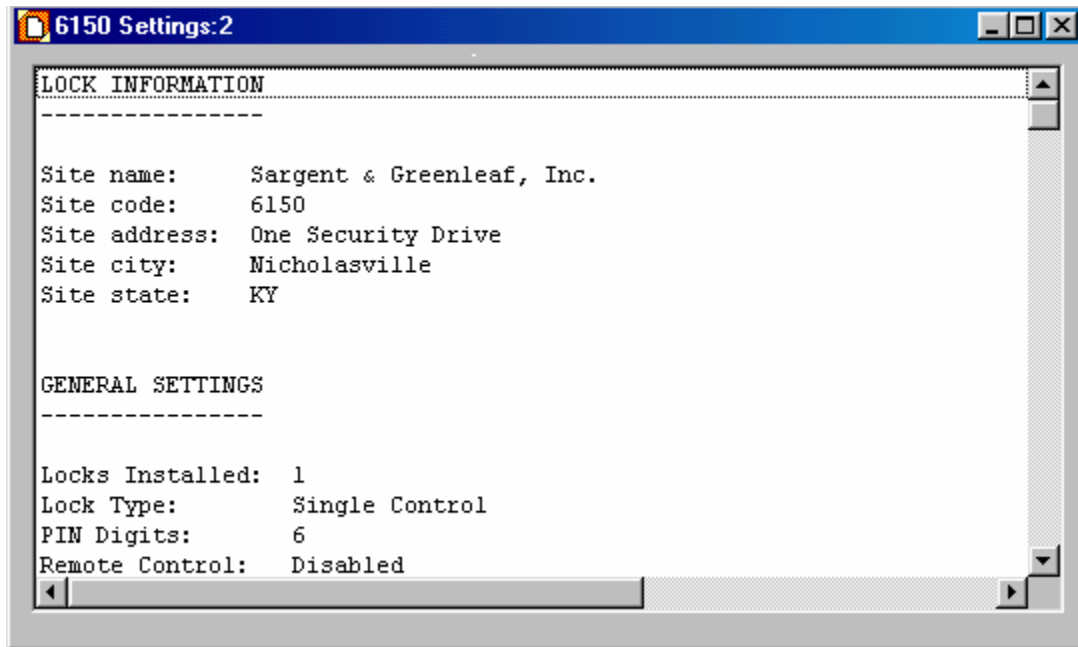 6150 Settings:2
LOCK INFORMATION
----------------
Site name: Sargent & Greenleaf, Inc.
Site code: 6150
Site address: One Security Drive
Site city: Nicholasville
Site state: KY
GENERAL SETTINGS
----------------
Locks Installed: 1
Lock Type: Single Control
PIN Digits: 6
Remote Control: Disabled